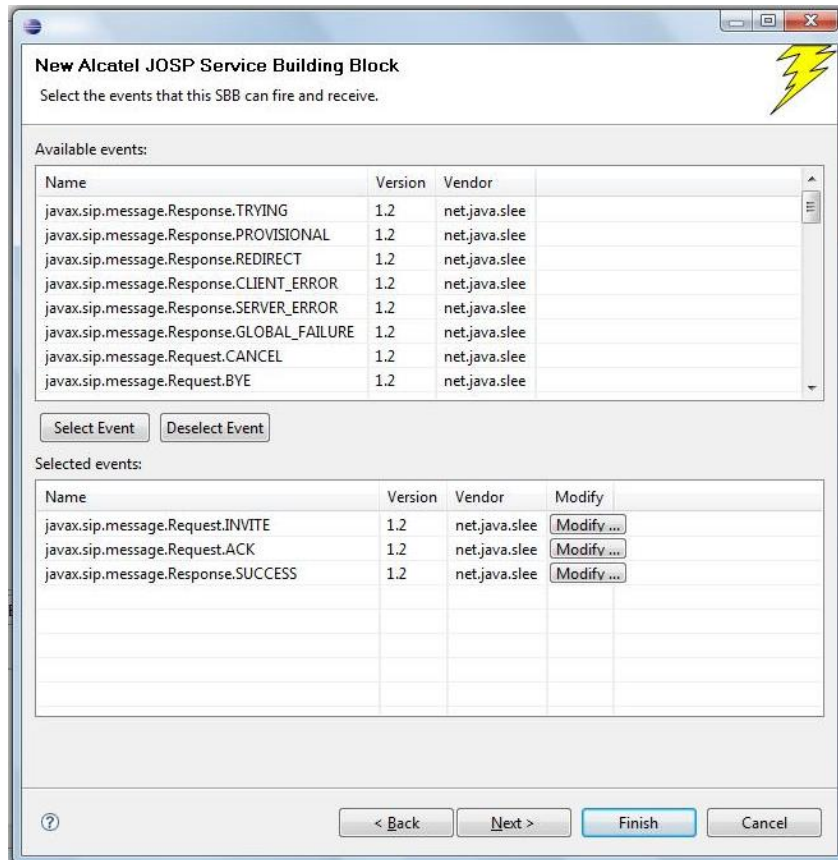 New Alcatel JOSP Service Building Block
Select the events that this SBB can fire and receive.
Available events:
Name Version Vendor
javax.sip.message.Response.TRYING 1.2 net.java.slee
javax.sip.message.Response.PROVISIONAL 1.2 net.java.slee
javax.sip.message.Response.REDIRECT 1.2 net.java.slee
javax.sip.message.Response.CLIENT_ERROR 1.2 net.java.slee
javax.sip.message.Response.SERVER_ERROR 1.2 net.java.slee
javax.sip.message.Response.GLOBAL_FAILURE 1.2 net.java.slee
javax.sip.message.Request.CANCEL 1.2 net.java.slee
javax.sip.message.Request.BYE 1.2 net.java.slee
Select Event Deselect Event
Selected events:
Name Version Vendor Modify
javax.sip.message.Request.INVITE 1.2 net.java.slee Modify ...
javax.sip.message.Request.ACK 1.2 net.java.slee Modify ...
javax.sip.message.Response.SUCCESS 1.2 net.java.slee Modify ...
? < Back Next > Finish Cancel